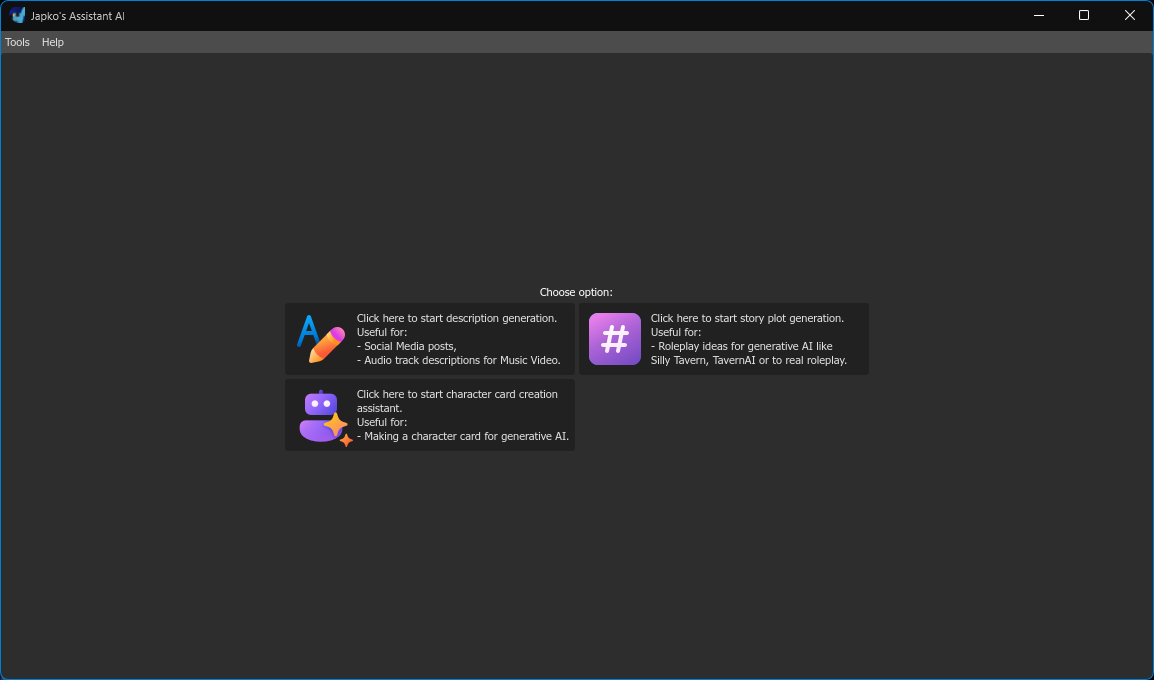 Japko's Assistant AI
Tools Help
Choose option:
Click here to start description generation.
Useful for:
- Social Media posts,
- Audio track descriptions for Music Video.
Click here to start story plot generation.
Useful for:
- Roleplay ideas for generative AI like
Silly Tavern, TavernAI or to real roleplay.
Click here to start character card creation
assistant.
Useful for:
- Making a character card for generative AI.